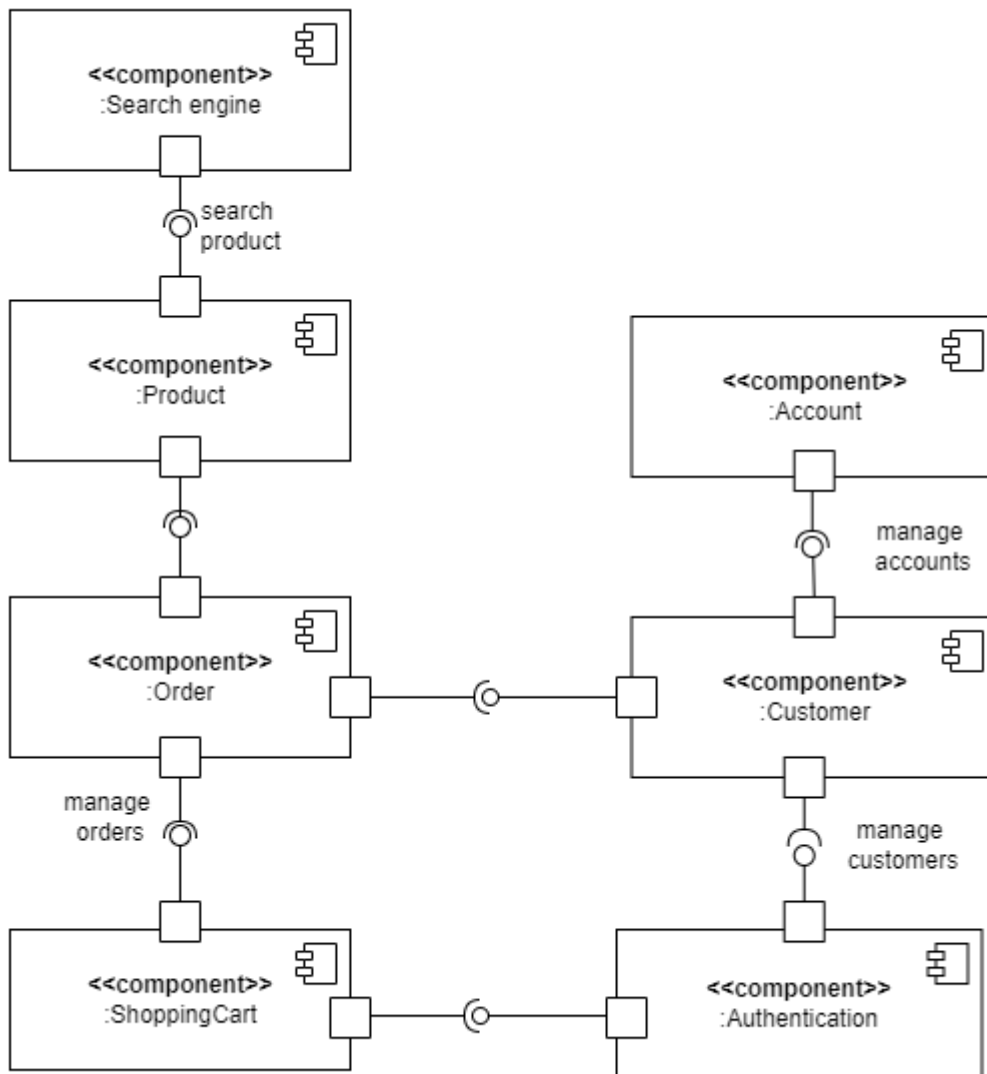 <<component>>
:Search engine
search
product
<<component>>
:Product
<<component>>
:Account
manage
accounts
<<component>>
:Order
<<component>>
:Customer
manage
orders
manage
customers
<<component>>
:ShoppingCart
<<component>>
:Authentication